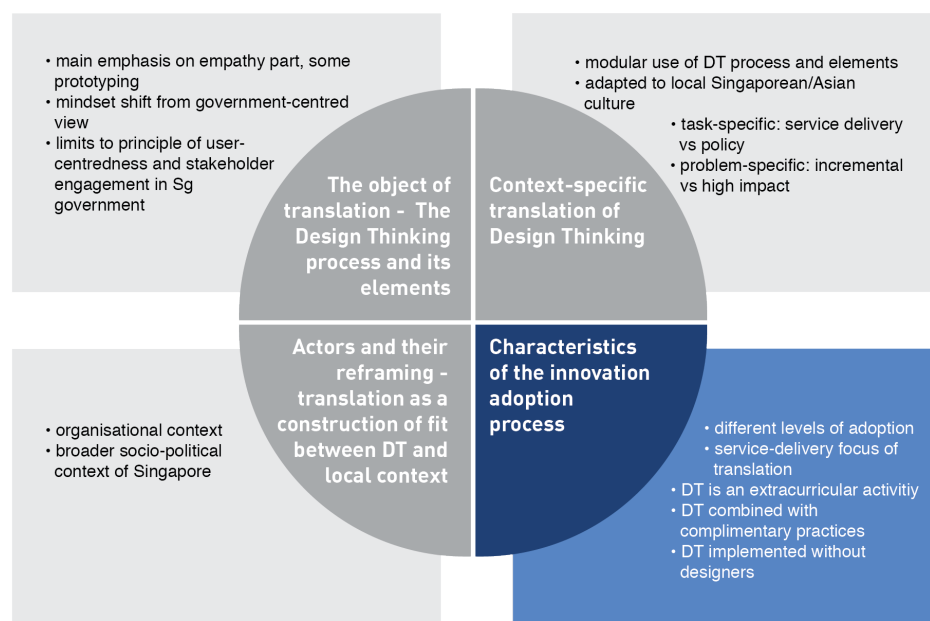 • main emphasis on empathy part, some
prototyping
• mindset shift from government-centred
view
• limits to principle of user-
centredness and stakeholder
engagement in Sg
government
The object of
translation - The
Design Thinking
process and its
elements
• modular use of DT process and elements
• adapted to local Singaporean/Asian
culture
• task-specific: service delivery
vs policy
• problem-specific: incremental
vs high impact
Context-specific
translation of
Design Thinking
• organisational context
• broader socio-political
context of Singapore
Actors and their
reframing -
translation as a
construction of fit
between DT and
local context
Characteristics
of the innovation
adoption
process
• different levels of adoption
• service-delivery focus of
translation
• DT is an extracurricular activitiy
• DT combined with
complimentary practices
• DT implemented without
designers